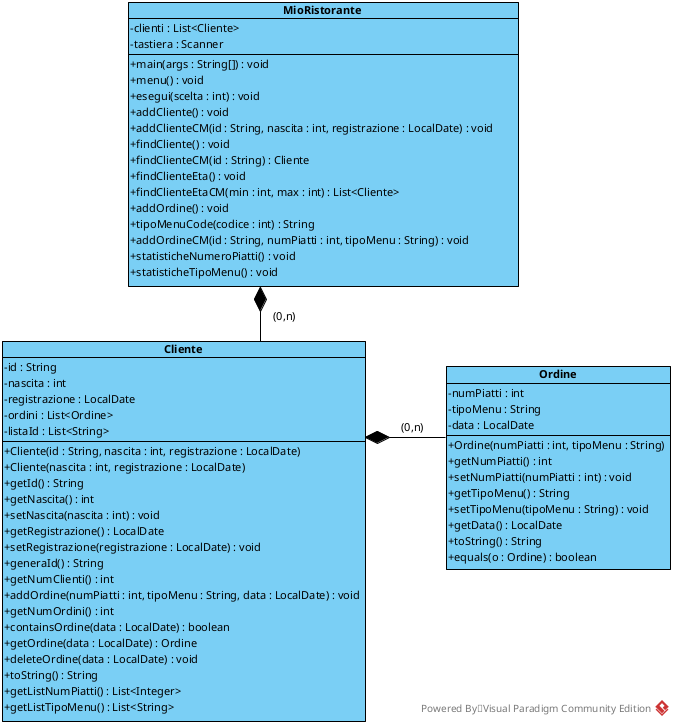 MioRistorante
-clienti : List<Cliente>
-tastiera : Scanner
+main(args : String[]) : void
+menu() : void
+esegui(scelta : int) : void
+addCliente() : void
+addClienteCM(id : String, nascita : int, registrazione : LocalDate) : void
+findCliente() : void
+findClienteCM(id : String) : Cliente
+findClienteEta() : void
+findClienteEtaCM(min : int, max : int) : List<Cliente>
+addOrdine() : void
+tipoMenuCode(codice : int) : String
+addOrdineCM(id : String, numPiatti : int, tipoMenu : String) : void
+statisticheNumeroPiatti() : void
+statisticheTipoMenu() : void
(0,n)
Cliente
-id : String
-nascita : int
-registrazione : LocalDate
-ordini : List<Ordine>
-listaId : List<String>
+Cliente(id : String, nascita : int, registrazione : LocalDate)
+Cliente(nascita : int, registrazione : LocalDate)
+getId() : String
+getNascita() : int
+setNascita(nascita : int) : void
+getRegistrazione() : LocalDate
+setRegistrazione(registrazione : LocalDate) : void
+generaId() : String
+getNumClienti() : int
+addOrdine(numPiatti : int, tipoMenu : String, data : LocalDate) : void
+getNumOrdini() : int
+containsOrdine(data : LocalDate) : boolean
+getOrdine(data : LocalDate) : Ordine
+deleteOrdine(data : LocalDate) : void
+toString() : String
+getListNumPiatti() : List<Integer>
+getListTipoMenu() : List<String>
(0,n)
Ordine
-numPiatti : int
-tipoMenu : String
-data : LocalDate
+Ordine(numPiatti : int, tipoMenu : String)
+getNumPiatti() : int
+setNumPiatti(numPiatti : int) : void
+getTipoMenu() : String
+setTipoMenu(tipoMenu : String) : void
+getData() : LocalDate
+toString() : String
+equals(o : Ordine) : boolean
Powered By Visual Paradigm Community Edition